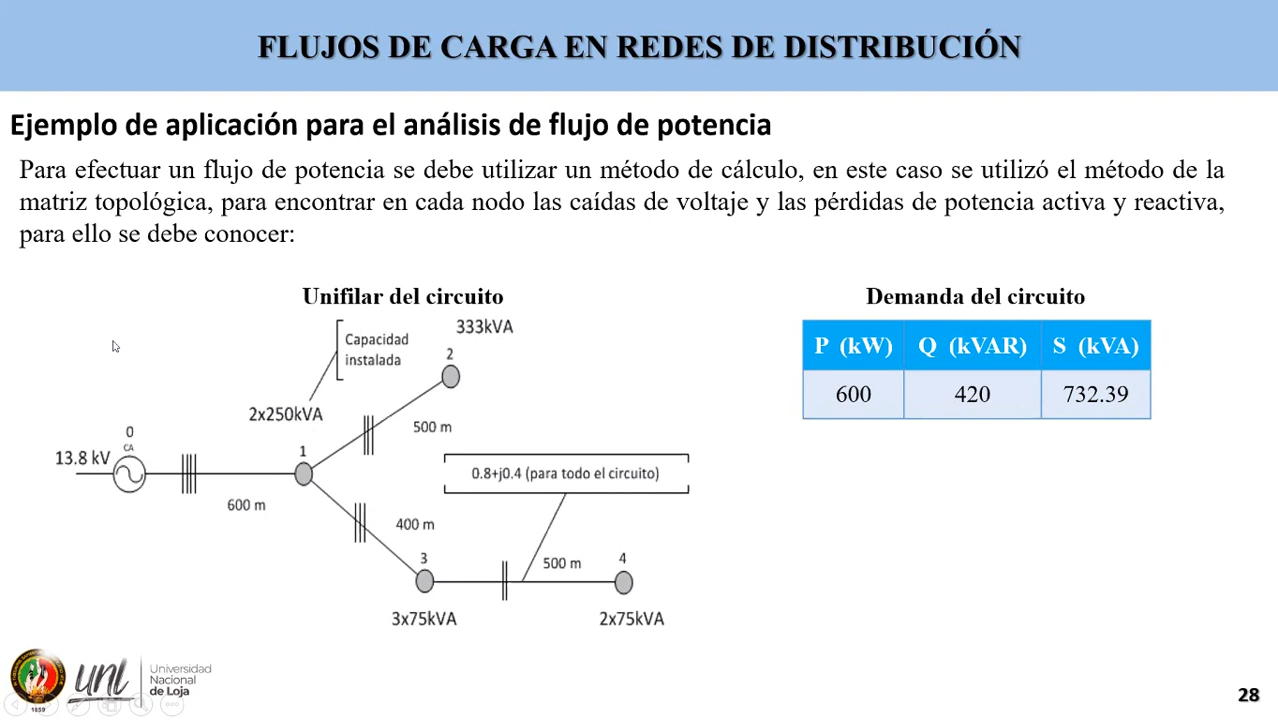 FLUJOS DE CARGA EN REDES DE DISTRIBUCIÓN
Ejemplo de aplicación para el análisis de flujo de potencia
Para efectuar un flujo de potencia se debe utilizar un método de cálculo, en este caso se utilizó el método de la
matriz topológica, para encontrar en cada nodo las caídas de voltaje y las pérdidas de potencia activa y reactiva,
para ello se debe conocer:
Unifilar del circuito
Capacidad
instalada
333kVA
2
2x250kVA
500 m
0
CA
13.8 kV
1
600 m
0.8+j0.4 (para todo el circuito)
400 m
3
500 m
4
3x75kVA
2x75kVA
Demanda del circuito
P (kW) Q (kVAR) S (kVA)
600 420 732.39
1859
unl
Universidad
Nacional
de Loja
28